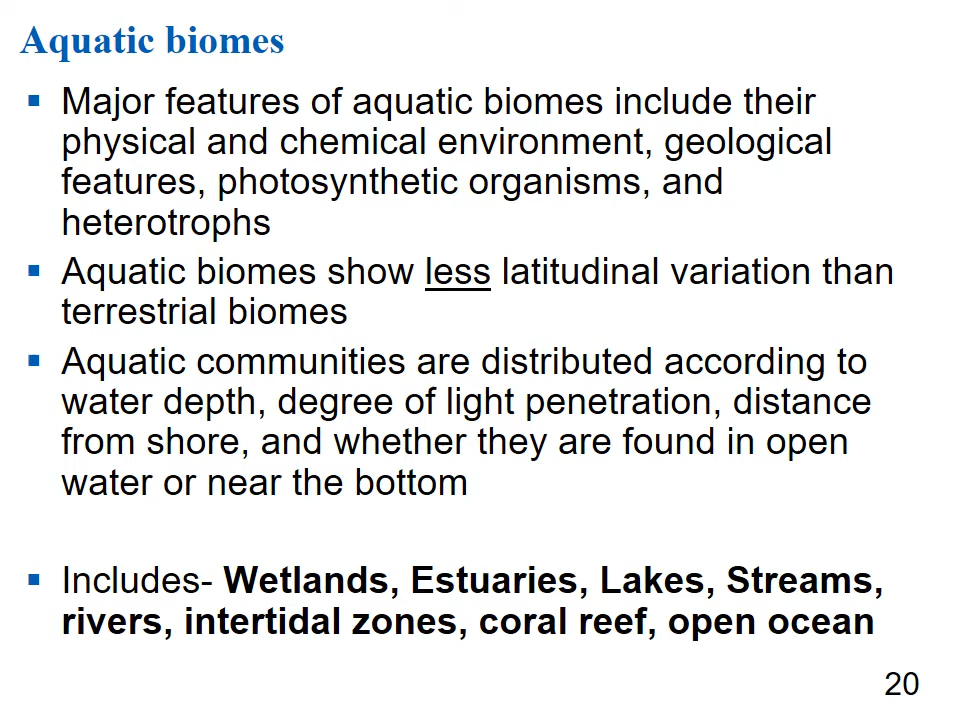 Aquatic biomes
▪ Major features of aquatic biomes include their
physical and chemical environment, geological
features, photosynthetic organisms, and
heterotrophs
▪ Aquatic biomes show less latitudinal variation than
terrestrial biomes
▪ Aquatic communities are distributed according to
water depth, degree of light penetration, distance
from shore, and whether they are found in open
water or near the bottom
▪ Includes- Wetlands, Estuaries, Lakes, Streams,
rivers, intertidal zones, coral reef, open ocean
20